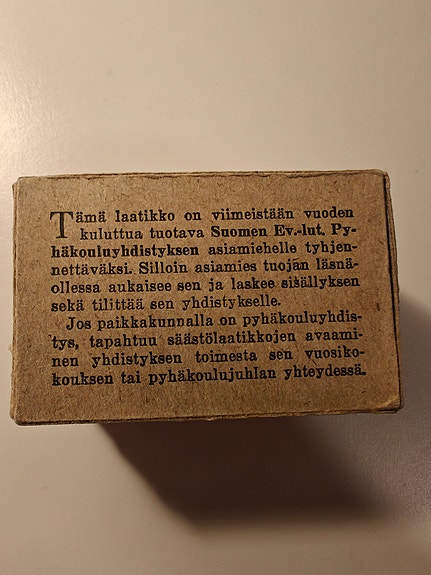 Tämä laatikko on viimeistään vuoden
kuluttua tuotava Suomen Ev.-lut. Py-
häkouluyhdistyksen asiamiehelle tyhjen-
nettäväksi. Silloin asiamies tuojan läsnä-
ollessa aukaisee sen ja laskee sisällyksen
sekä tilittää sen yhdistykselle.
Jos paikkakunnalla on pyhäkouluyhdis-
tys, tapahtuu säästölaatikkojen avaami-
nen yhdistyksen toimesta sen vuosiko-
kouksen tai pyhäkoulujuhlan yhteydessä.